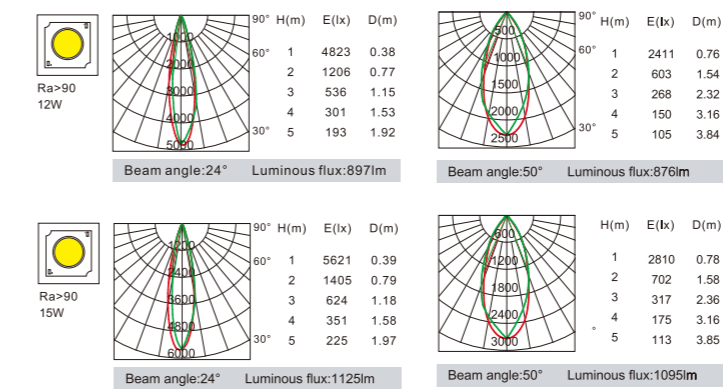 Ra>90
12W
1000
2000
3000
4000
5000
90°
60°
30°
H(m) E(lx) D(m)
1 4823 0.38
2 1206 0.77
3 536 1.15
4 301 1.53
5 193 1.92
Beam angle:24° Luminous flux:897lm
500
1000
1500
2000
2500
90°
60°
30°
H(m) E(lx) D(m)
1 2411 0.76
2 603 1.54
3 268 2.32
4 150 3.16
5 105 3.84
Beam angle:50° Luminous flux:876lm
Ra>90
15W
1200
2400
3600
4800
6000
90°
60°
30°
H(m) E(lx) D(m)
1 5621 0.39
2 1405 0.79
3 624 1.18
4 351 1.58
5 225 1.97
Beam angle:24° Luminous flux:1125lm
600
1200
1800
2400
3000
°
H(m) E(lx) D(m)
1 2810 0.78
2 702 1.58
3 317 2.36
4 175 3.16
5 113 3.85
Beam angle:50° Luminous flux:1095lm